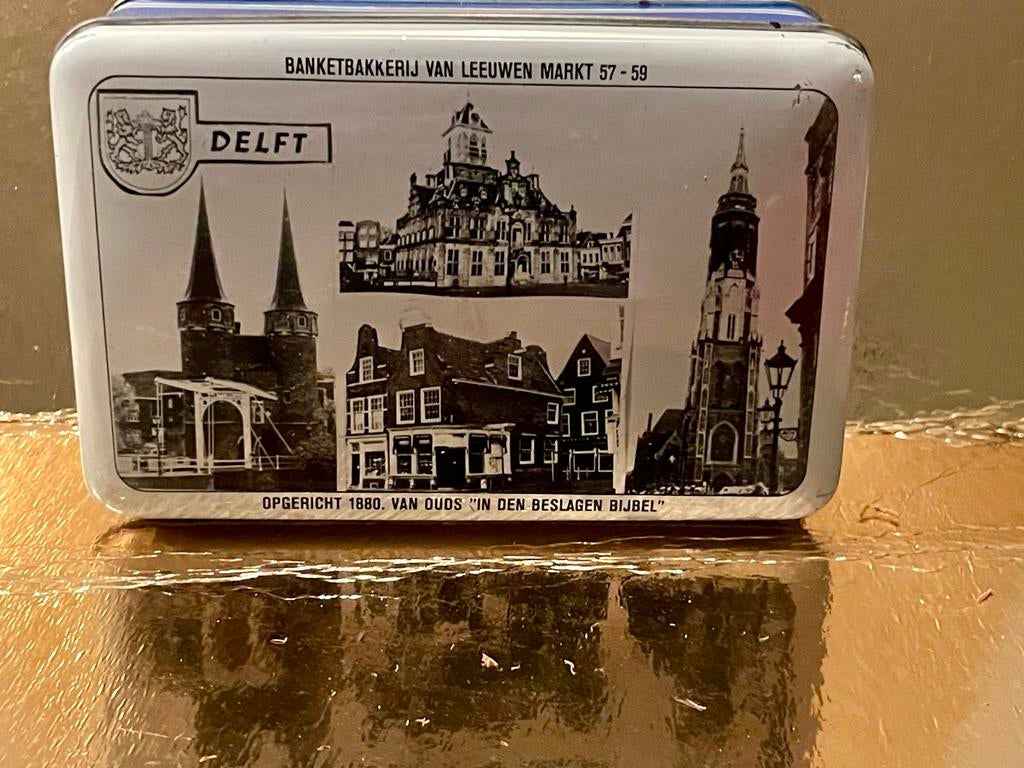 BANKETBAKKERIJ VAN LEEUWEN MARKT 57 - 59
DELFT
OPGERICHT 1880. VAN OUDS "IN DEN BESLAGEN BIJBEL"